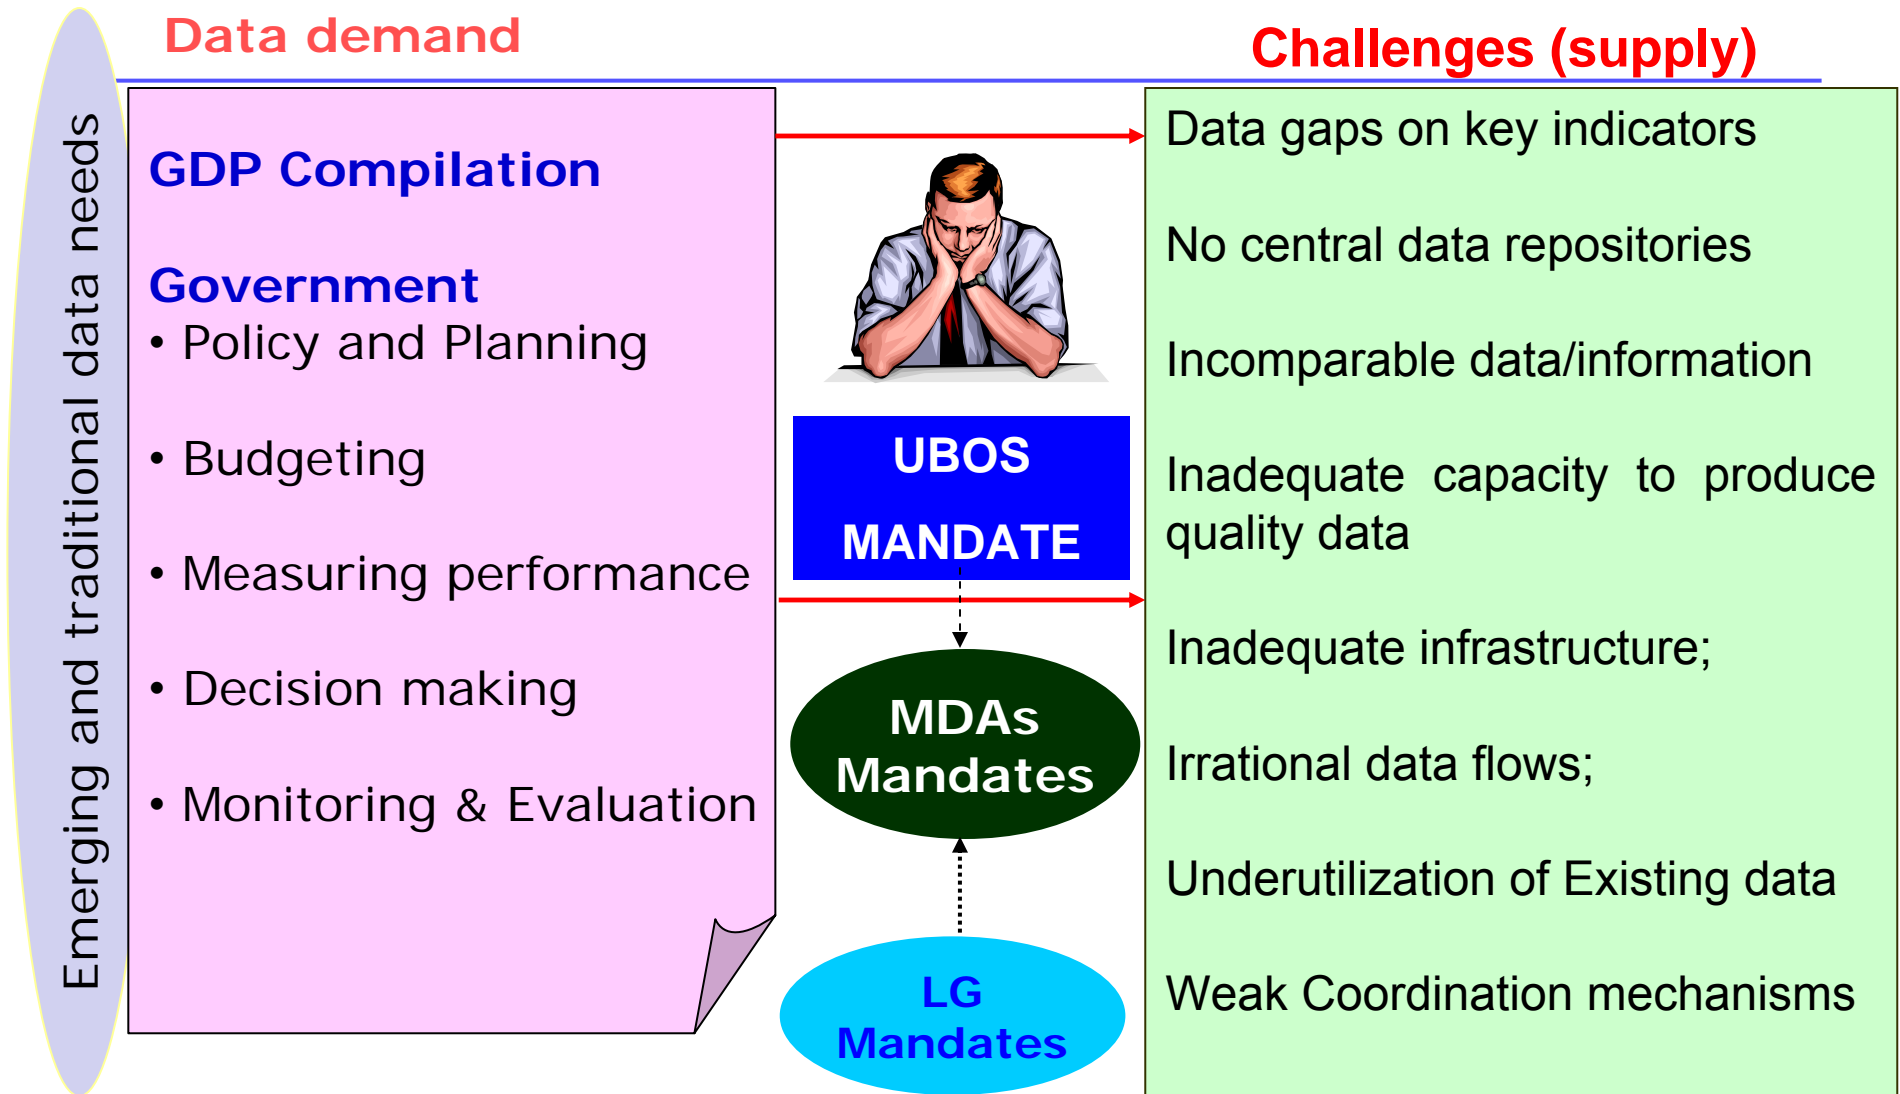 Data demand
Challenges (supply)
Emerging and traditional data needs
GDP Compilation
Government
• Policy and Planning
• Budgeting
• Measuring performance
• Decision making
• Monitoring & Evaluation
UBOS
MANDATE
MDAs
Mandates
LG
Mandates
Data gaps on key indicators
No central data repositories
Incomparable data/information
Inadequate capacity to produce
quality data
Inadequate infrastructure;
Irrational data flows;
Underutilization of Existing data
Weak Coordination mechanisms